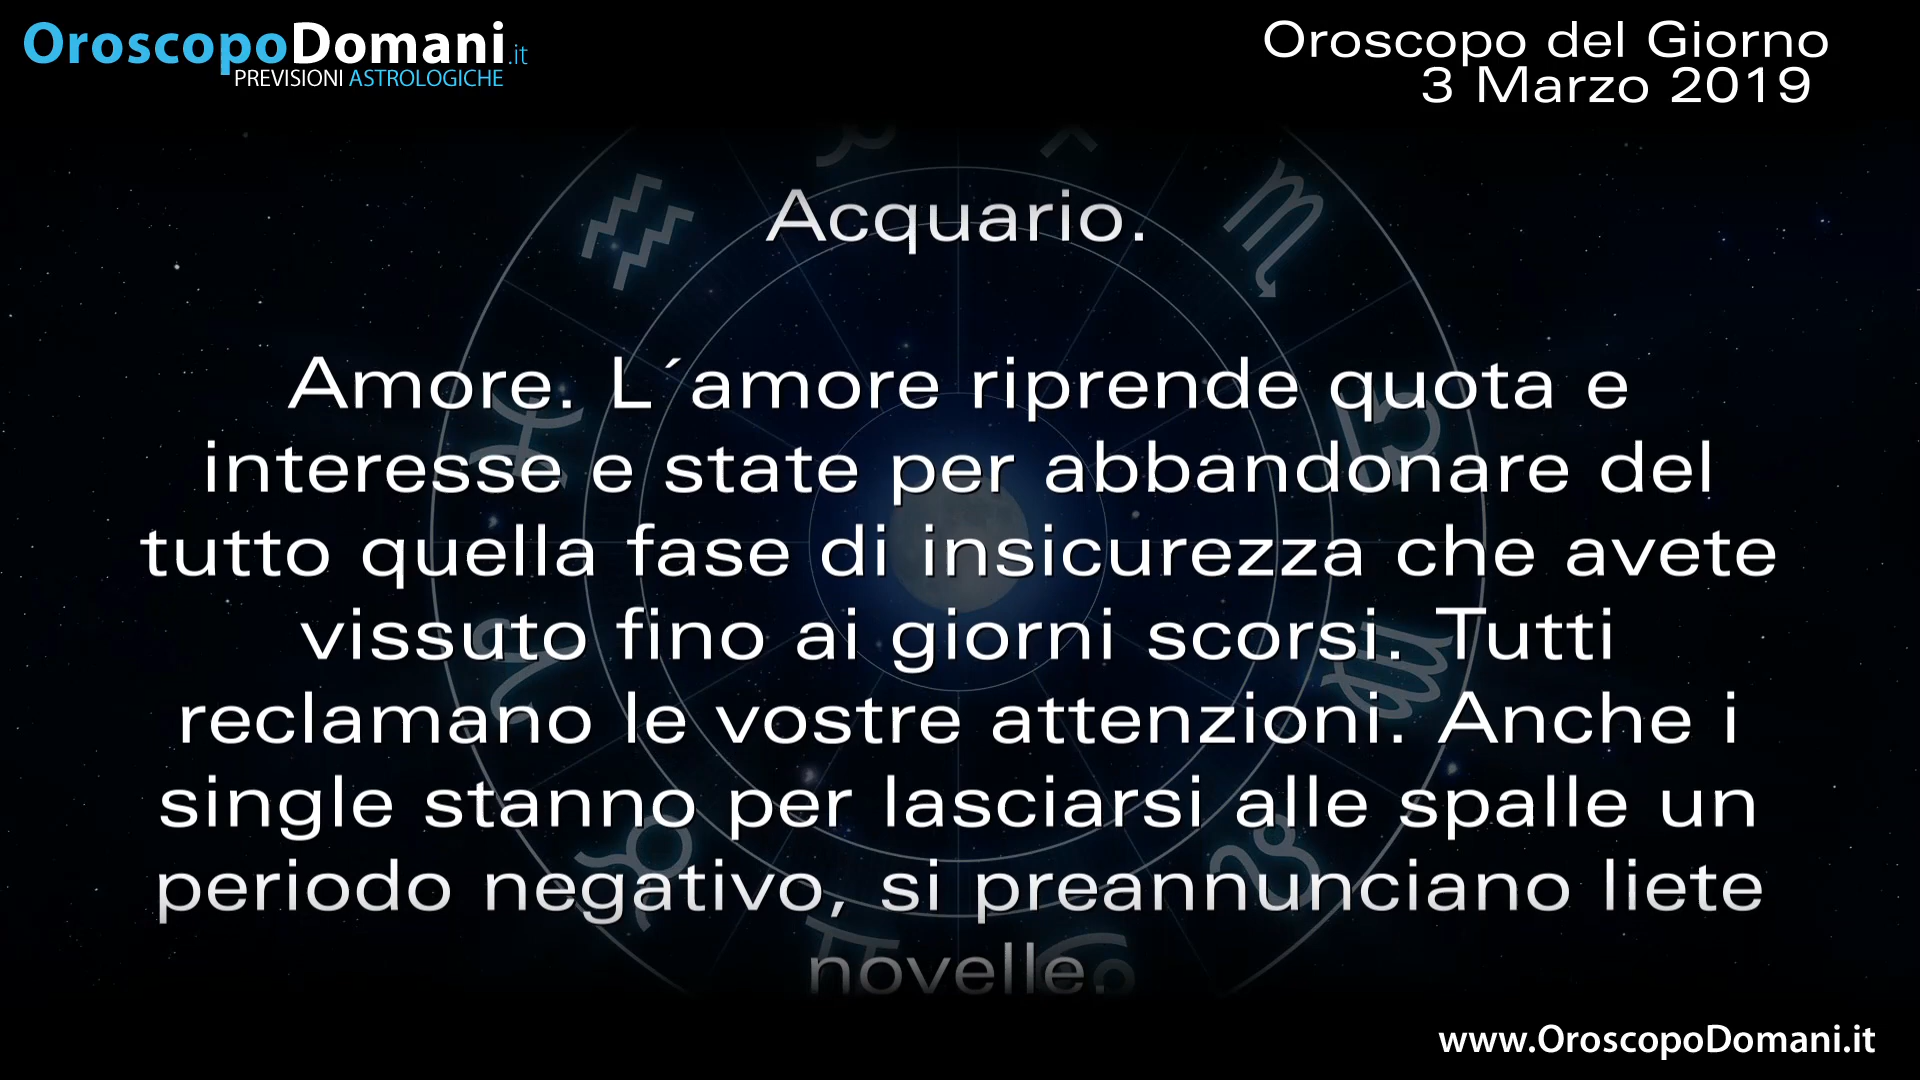 OroscopoDomani.it
PREVISIONI ASTROLOGICHE
Oroscopo del Giorno
3 Marzo 2019
Acquario.
Amore. L´amore riprende quota e
interesse e state per abbandonare del
tutto quella fase di insicurezza che avete
vissuto fino ai giorni scorsi. Tutti
reclamano le vostre attenzioni. Anche i
single stanno per lasciarsi alle spalle un
periodo negativo, si preannunciano liete
novelle.
www.OroscopoDomani.it